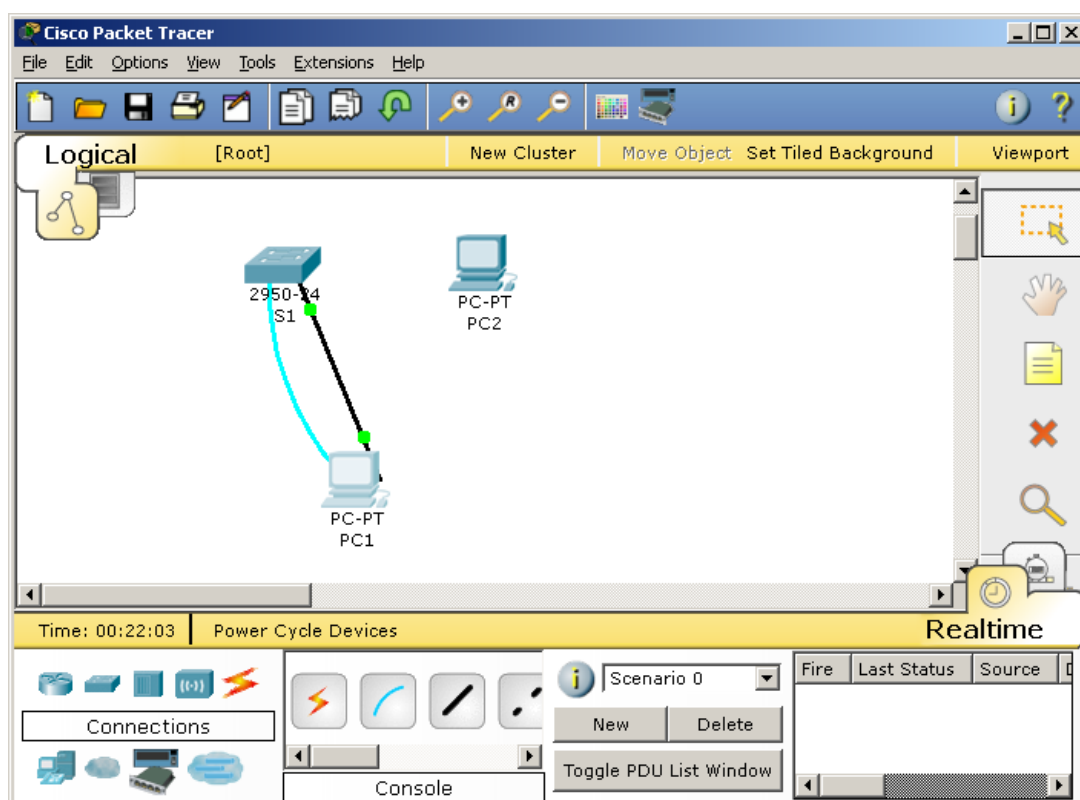 Cisco Packet Tracer
File Edit Options View Tools Extensions Help
Logical [Root] New Cluster Move Object Set Tiled Background Viewport
2950-24
S1
PC-PT
PC2
PC-PT
PC1
Time: 00:22:03 Power Cycle Devices Realtime
Connections
Console
Scenario 0
New Delete
Toggle PDU List Window
Fire Last Status Source